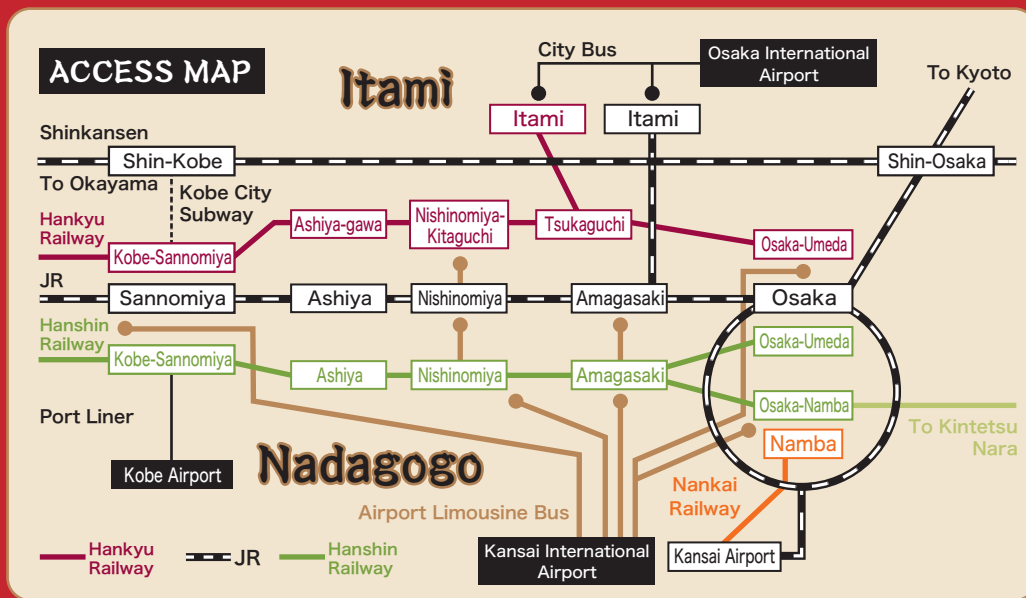 ACCESS MAP
Itami
City Bus
Osaka International
Airport
To Kyoto
Itami
Itami
Shinkansen
Shin-Kobe
Shin-Osaka
To Okayama
Kobe City
Subway
Hankyu
Railway
Kobe-Sannomiya
Ashiya-gawa
Nishinomiya-
Kitaguchi
Tsukaguchi
Osaka-Umeda
JR
Sannomiya
Ashiya
Nishinomiya
Amagasaki
Osaka
Hanshin
Railway
Kobe-Sannomiya
Ashiya
Nishinomiya
Amagasaki
Osaka-Umeda
Osaka-Namba
To Kintetsu
Nara
Port Liner
Kobe Airport
Nadagogo
Namba
Nankai
Railway
Airport Limousine Bus
Kansai International
Airport
Kansai Airport
Hankyu
Railway
JR
Hanshin
Railway